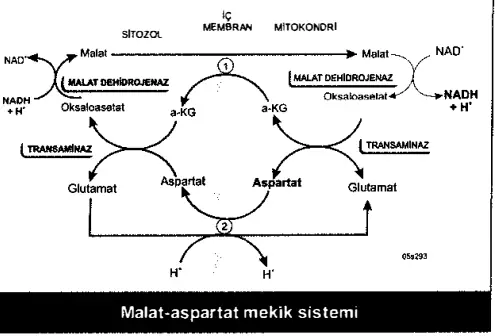 SİTOZOL
İÇ
MEMBRAN
MİTOKONDRİ
NAD⁺
Malat
1
Malat
NAD⁺
MALAT DEHİDROJENAZ
MALAT DEHİDROJENAZ
NADH
+ H⁺
Oksaloasetat
a-KG
a-KG
Oksaloasetat
NADH
+ H⁺
TRANSAMİNAZ
TRANSAMİNAZ
Glutamat
Aspartat
Aspartat
Glutamat
2
H⁺
H⁺
05a293
Malat-aspartat mekik sistemi